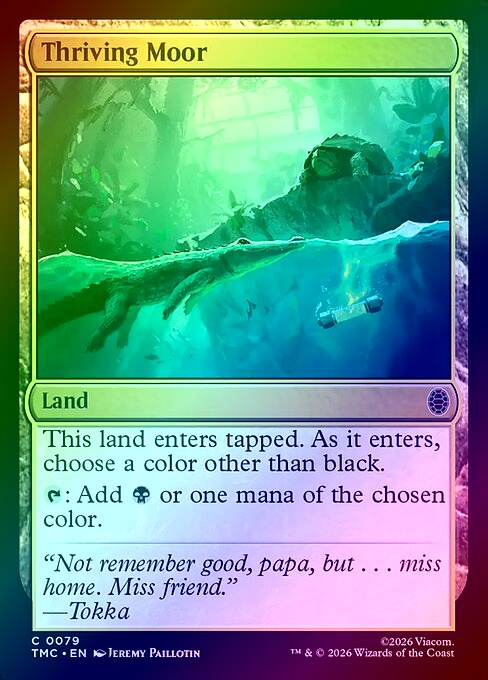 Thriving Moor
Land
This land enters tapped. As it enters,
choose a color other than black.
: Add or one mana of the chosen
color.
“Not remember good, papa, but . . . miss
home. Miss friend.”
—Tokka
C 0079
TMC • EN Jeremy Paillotin
©2026 Viacom.
™ & © 2026 Wizards of the Coast